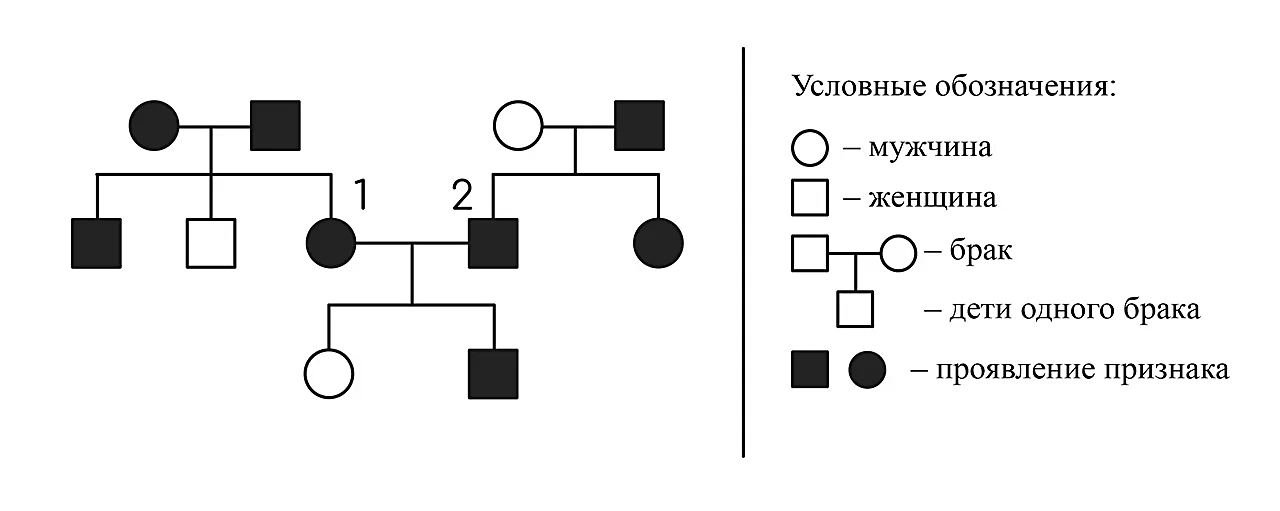 1
2
Условные обозначения:
– мужчина
– женщина
– брак
– дети одного брака
– проявление признака